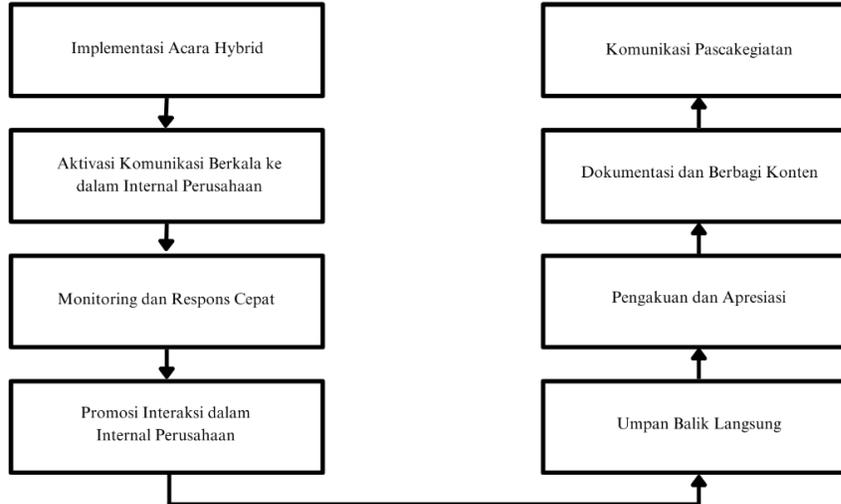 Implementasi Acara Hybrid
Aktivasi Komunikasi Berkala ke
dalam Internal Perusahaan
Monitoring dan Respons Cepat
Promosi Interaksi dalam
Internal Perusahaan
Umpan Balik Langsung
Pengakuan dan Apresiasi
Dokumentasi dan Berbagi Konten
Komunikasi Pascakegiatan